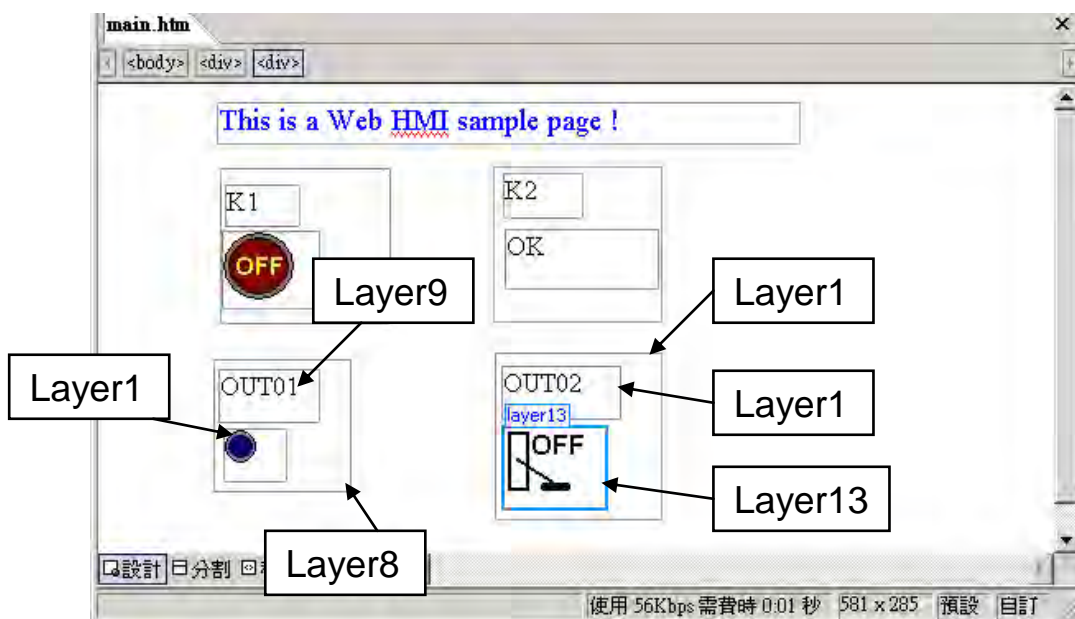 main.htm
<body> <div> <div>
This is a Web HMI sample page !
K1
K2
OFF
OK
Layer9
Layer1
Layer1
OUT01
OUT02
Layer1
layer13
OFF
Layer13
Layer8
設計 分割
使用 56Kbps 需費時 0:01 秒 581 x 285 預設 自訂